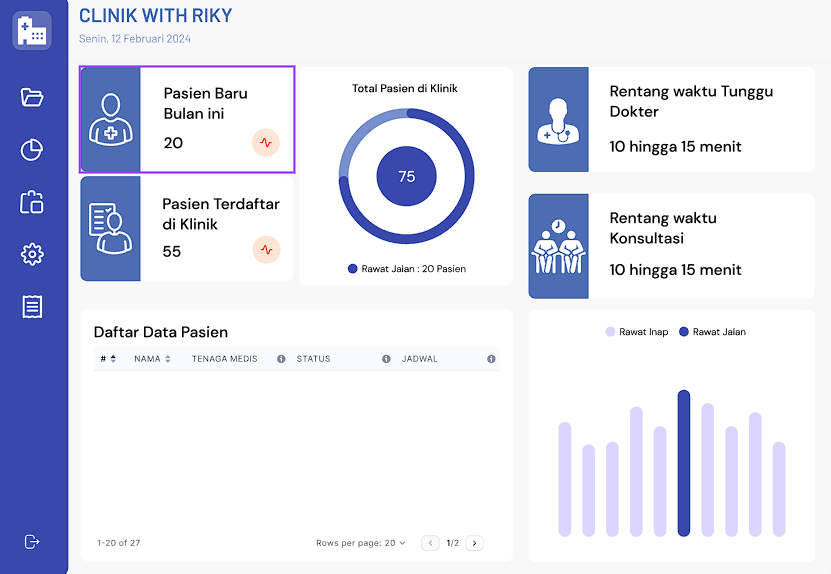 CLINIK WITH RIKY
Senin, 12 Februari 2024
Pasien Baru
Bulan ini
20
Pasien Terdaftar
di Klinik
55
Total Pasien di Klinik
75
Rawat Jalan : 20 Pasien
Rentang waktu Tunggu
Dokter
10 hingga 15 menit
Rentang waktu
Konsultasi
10 hingga 15 menit
Daftar Data Pasien
# NAMA TENAGA MEDIS STATUS JADWAL
1-20 of 27 Rows per page: 20 1/2
Rawat Inap Rawat Jalan